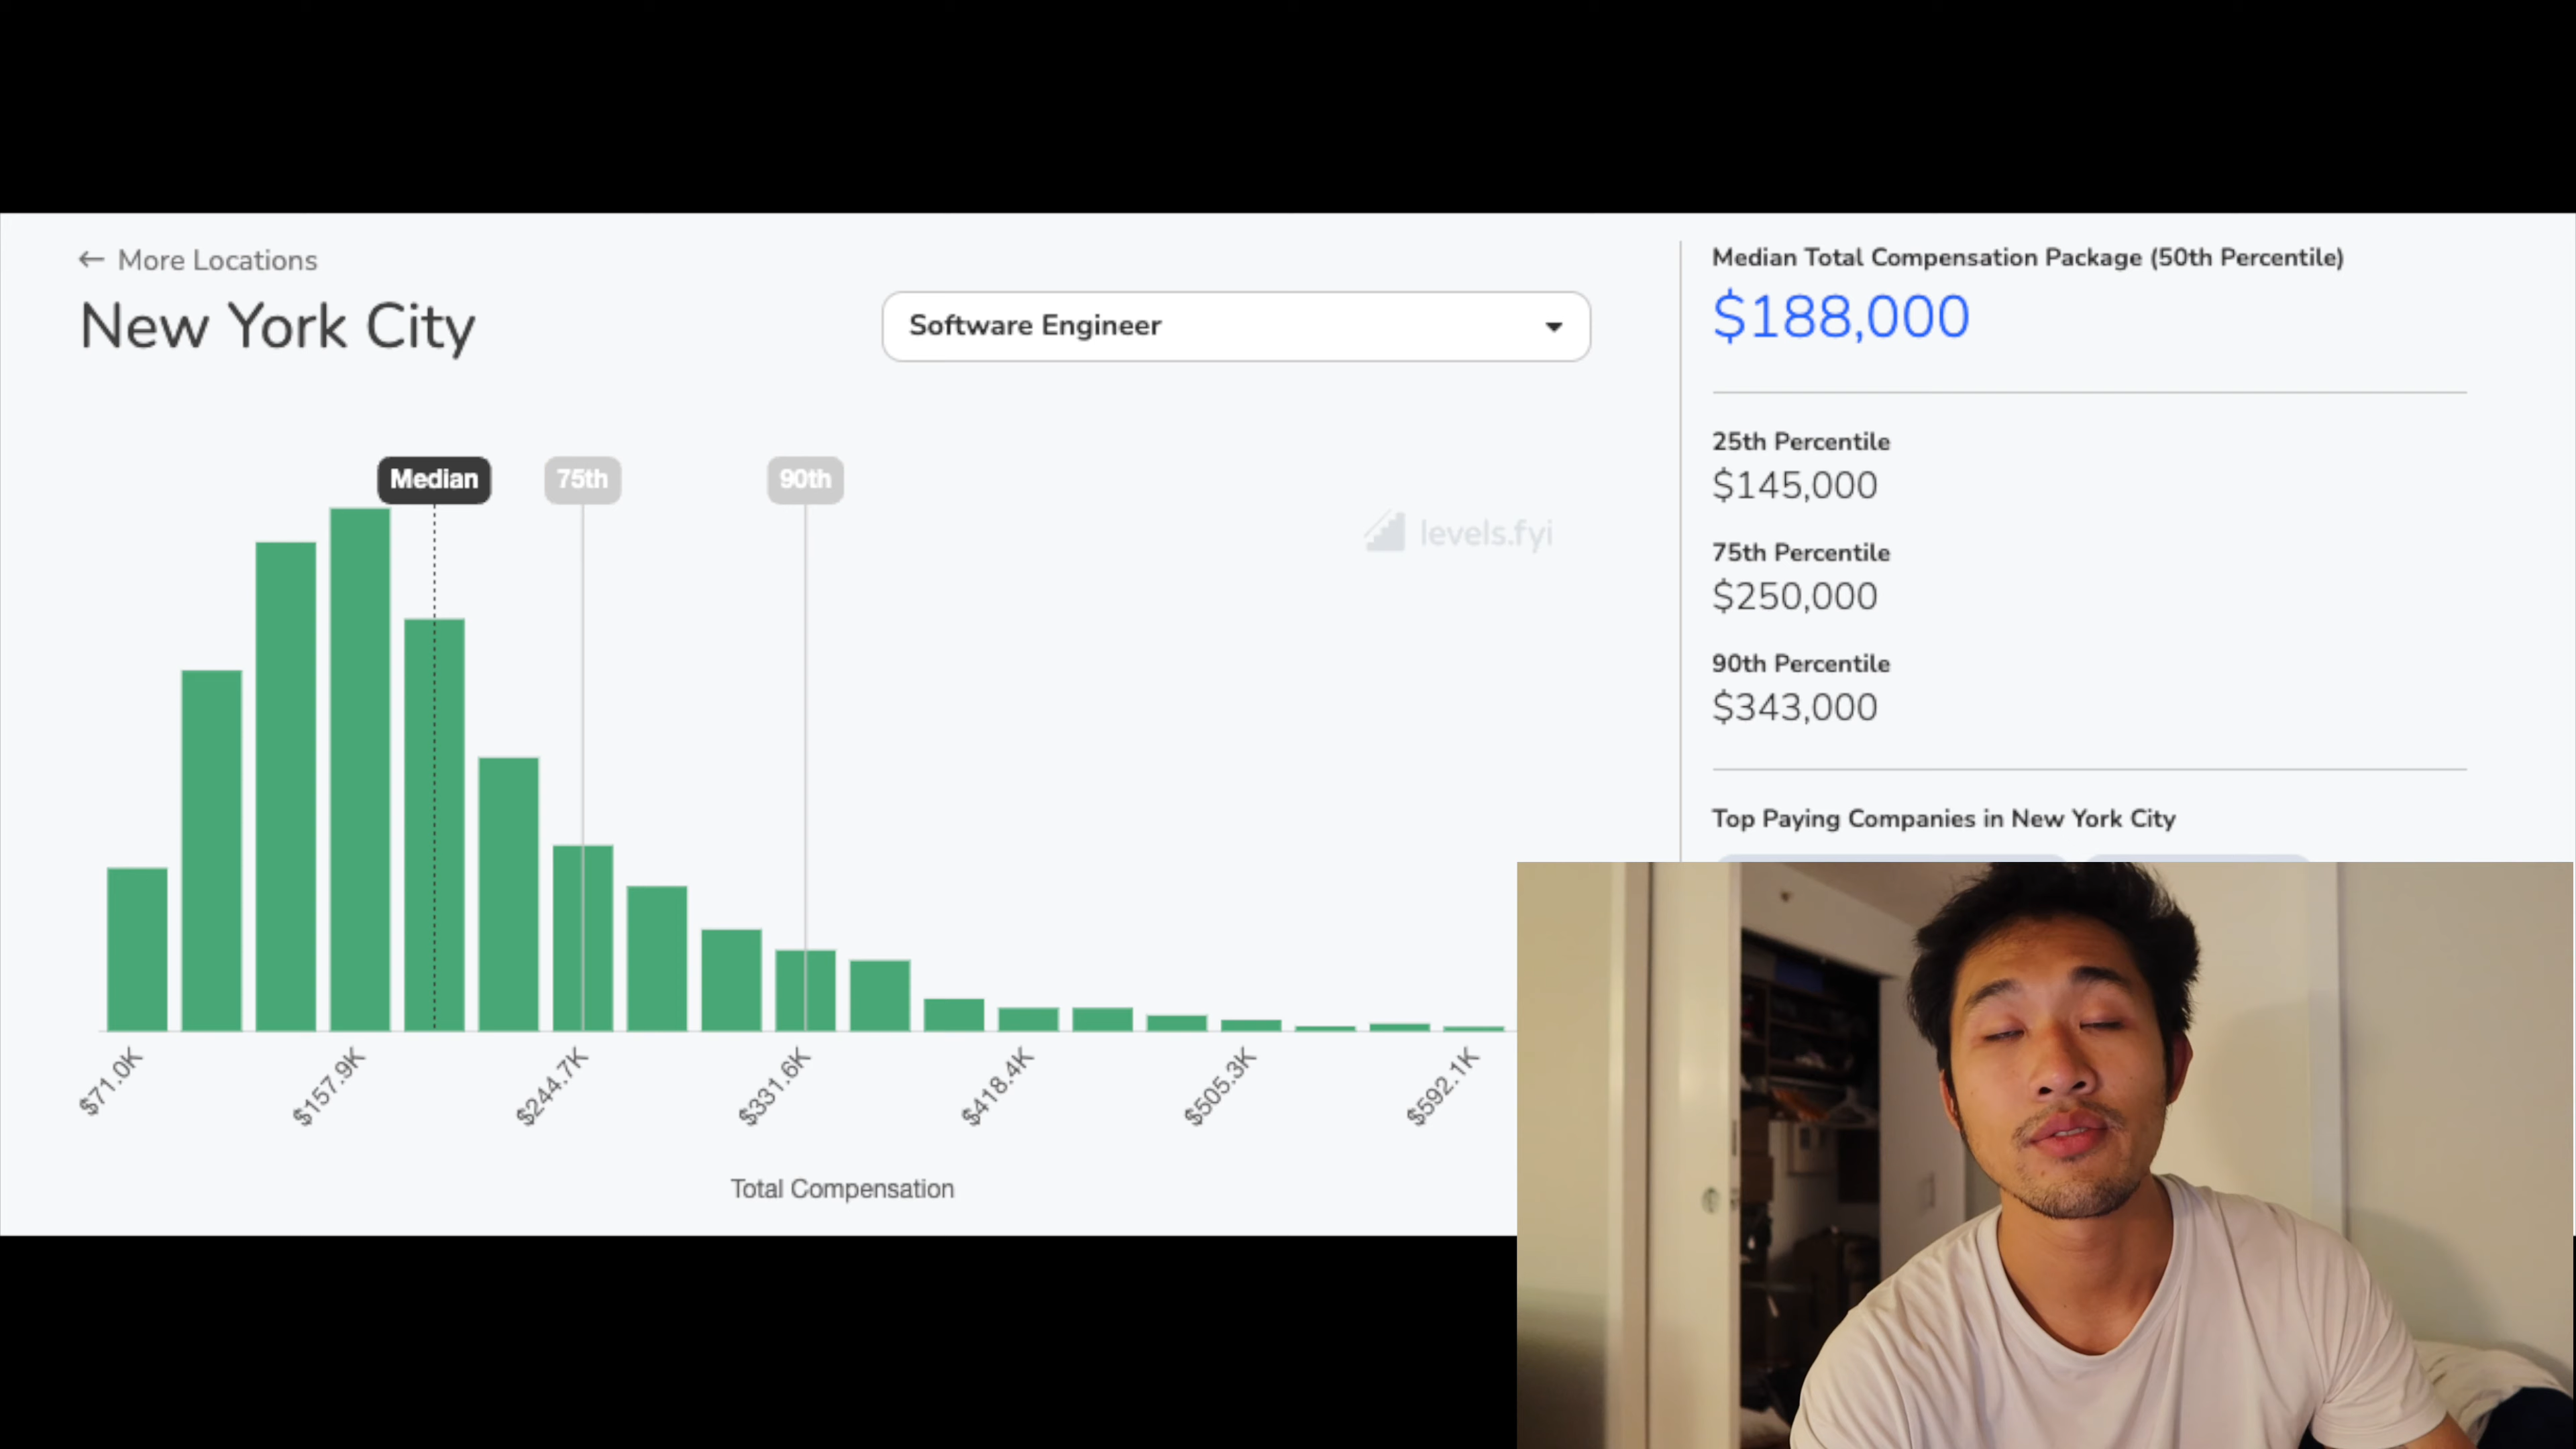 ← More Locations
New York City
Software Engineer
Median
75th
90th
levels.fyi
$71.0K
$157.9K
$244.7K
$331.6K
$418.4K
$505.3K
$592.1K
Total Compensation
Median Total Compensation Package (50th Percentile)
$188,000
25th Percentile
$145,000
75th Percentile
$250,000
90th Percentile
$343,000
Top Paying Companies in New York City